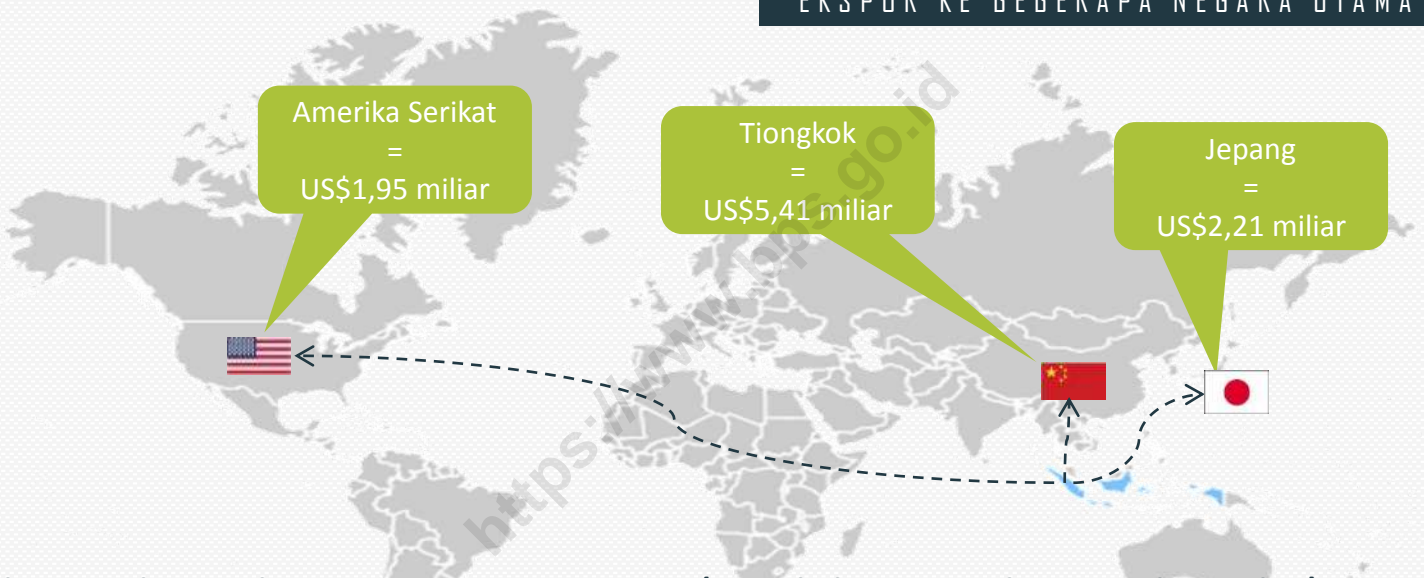 EKSPOR KE BEBERAPA NEGARA UTAMA
Amerika Serikat
=
US$1,95 miliar
Tiongkok
=
US$5,41 miliar
Jepang
=
US$2,21 miliar
https://www.bps.go.id